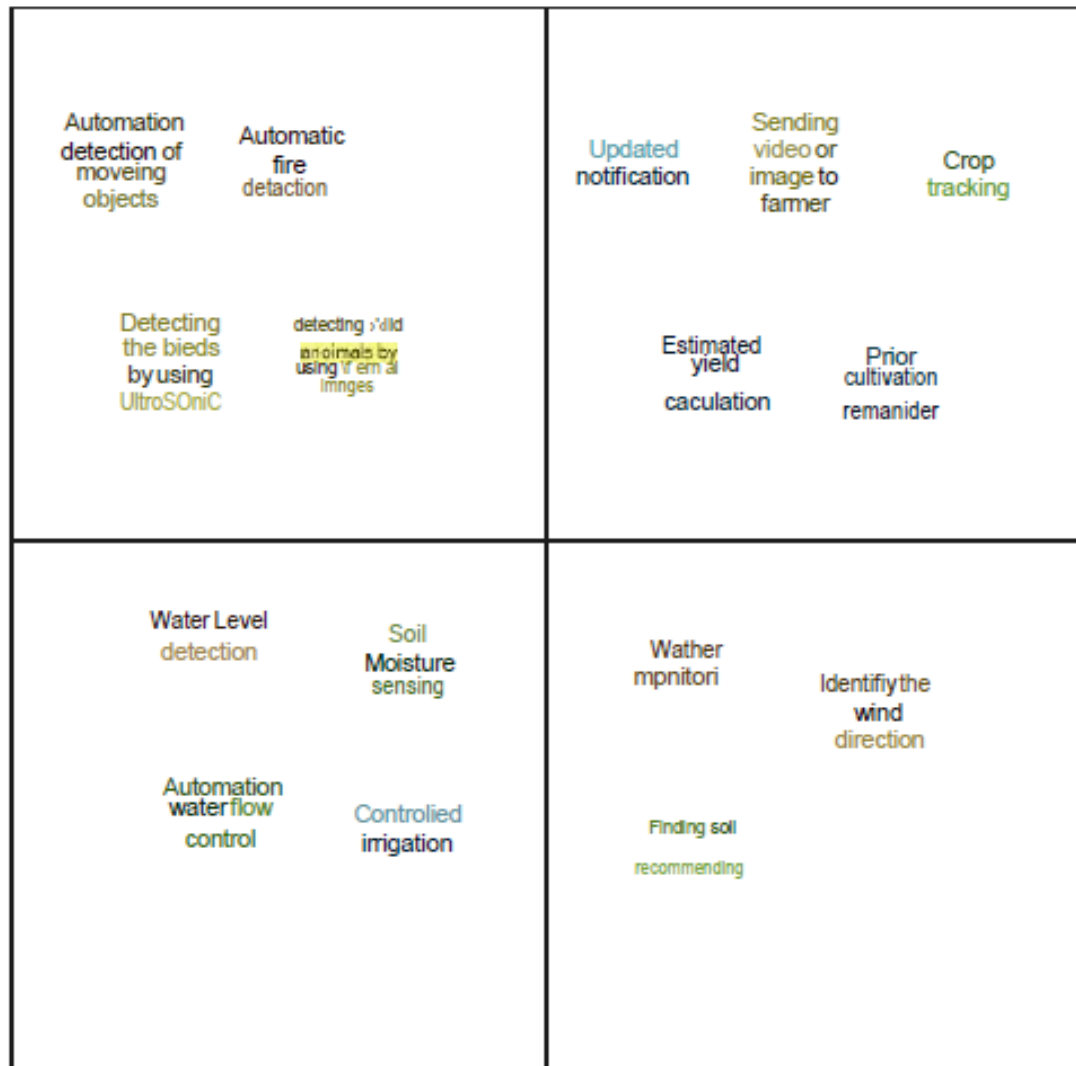 Automation
detection of
moveing
objects
Automatic
fire
detaction
Detecting
the bieds
by using
UltroSOniC
detecting
anoimals by
using
Imnges
Updated
notification
Sending
video or
image to
farmer
Crop
tracking
Estimated
yield
caculation
Prior
cultivation
remanider
Water Level
detection
Soil
Moisture
sensing
Automation
water flow
control
Controlied
irrigation
Wather
mpnitori
Identifiy the
wind
direction
Finding soil
recommending